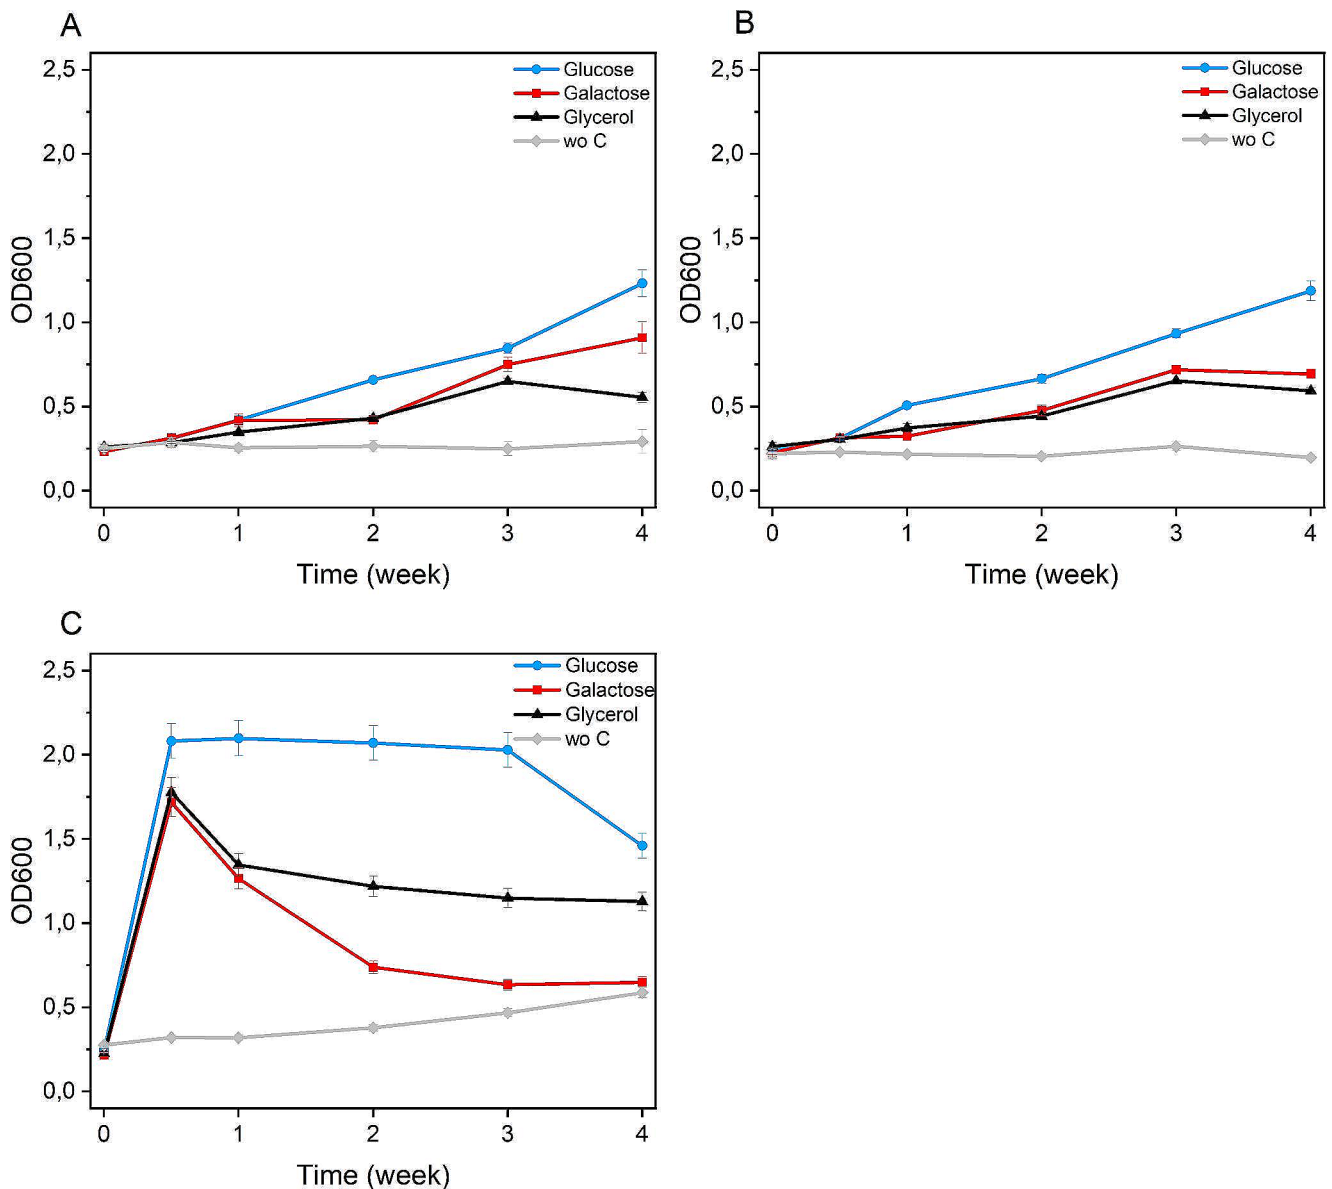 A
2,5
2,0
1,5
1,0
0,5
0,0
OD600
Glucose
Galactose
Glycerol
wo C
0 1 2 3 4
Time (week)
B
2,5
2,0
1,5
1,0
0,5
0,0
OD600
Glucose
Galactose
Glycerol
wo C
0 1 2 3 4
Time (week)
C
2,5
2,0
1,5
1,0
0,5
0,0
OD600
Glucose
Galactose
Glycerol
wo C
0 1 2 3 4
Time (week)